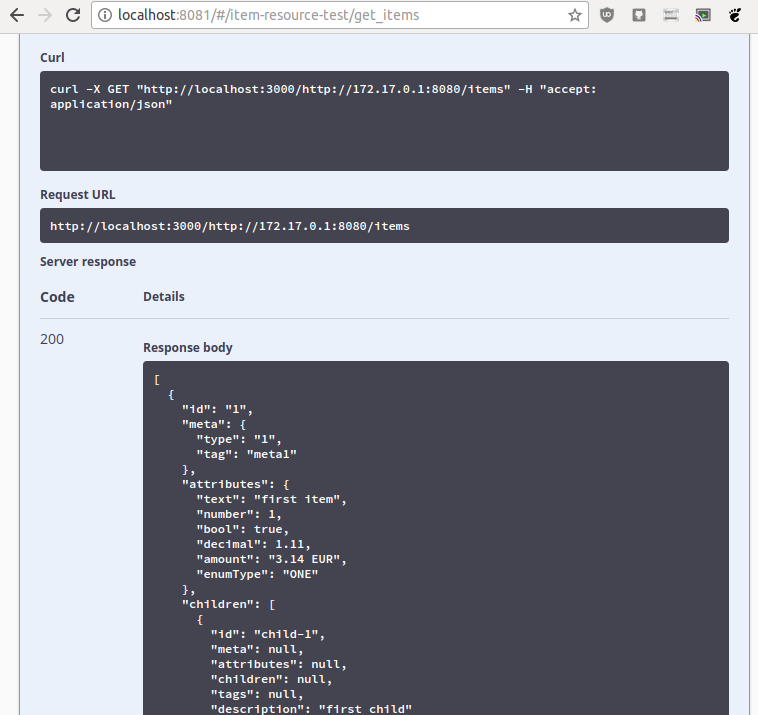 localhost:8081/#/item-resource-test/get_items
Curl
curl -X GET "http://localhost:3000/http://172.17.0.1:8080/items" -H "accept:
application/json"
Request URL
http://localhost:3000/http://172.17.0.1:8080/items
Server response
Code Details
200
Response body
[
{
"id": "1",
"meta": {
"type": "1",
"tag": "meta1"
},
"attributes": {
"text": "first item",
"number": 1,
"bool": true,
"decimal": 1.11,
"amount": "3.14 EUR",
"enumType": "ONE"
},
"children": [
{
"id": "child-1",
"meta": null,
"attributes": null,
"children": null,
"tags": null,
"description": "first child"